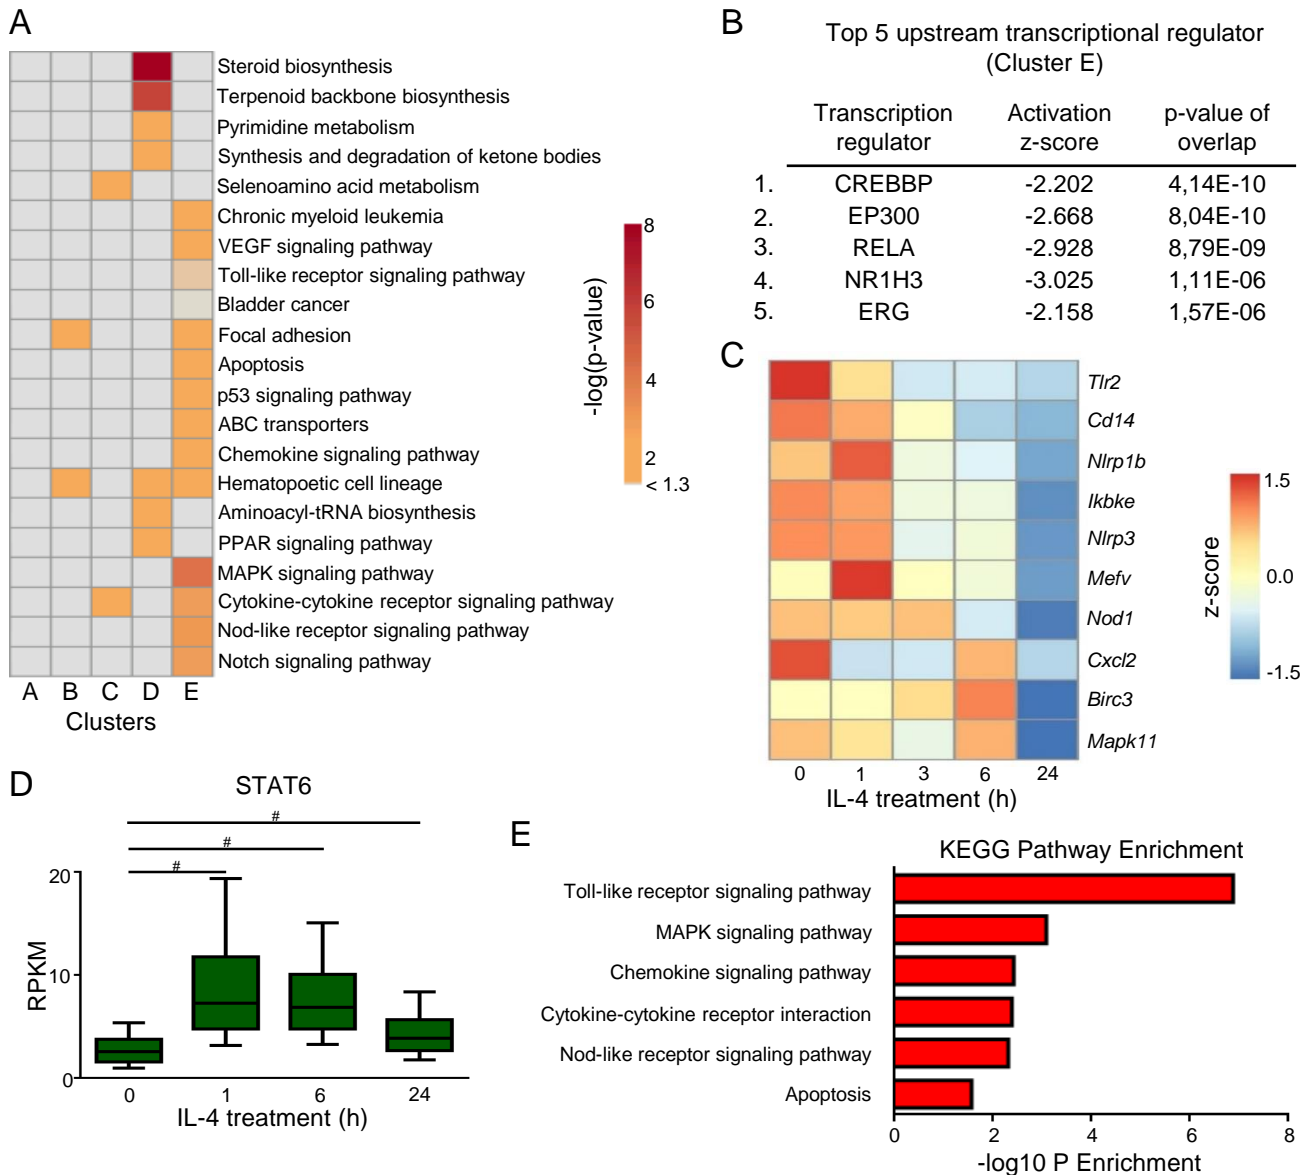 A
Steroid biosynthesis
Terpenoid backbone biosynthesis
Pyrimidine metabolism
Synthesis and degradation of ketone bodies
Selenoamino acid metabolism
Chronic myeloid leukemia
VEGF signaling pathway
Toll-like receptor signaling pathway
Bladder cancer
Focal adhesion
Apoptosis
p53 signaling pathway
ABC transporters
Chemokine signaling pathway
Hematopoetic cell lineage
Aminoacyl-tRNA biosynthesis
PPAR signaling pathway
MAPK signaling pathway
Cytokine-cytokine receptor signaling pathway
Nod-like receptor signaling pathway
Notch signaling pathway
A B C D E
Clusters
-log(p-value)
8
6
4
2
< 1.3
B
Top 5 upstream transcriptional regulator
(Cluster E)
Transcription regulator Activation z-score p-value of overlap
1. CREBBP -2.202 4,14E-10
2. EP300 -2.668 8,04E-10
3. RELA -2.928 8,79E-09
4. NR1H3 -3.025 1,11E-06
5. ERG -2.158 1,57E-06
C
Tlr2
Cd14
Nlrp1b
Ikbke
Nlrp3
Mefv
Nod1
Cxcl2
Birc3
Mapk11
0 1 3 6 24
IL-4 treatment (h)
z-score
1.5
0.0
-1.5
D
STAT6
#
#
#
RPKM
20
10
0
0 1 6 24
IL-4 treatment (h)
E
KEGG Pathway Enrichment
Toll-like receptor signaling pathway
MAPK signaling pathway
Chemokine signaling pathway
Cytokine-cytokine receptor interaction
Nod-like receptor signaling pathway
Apoptosis
0 2 4 6 8
-log10 P Enrichment